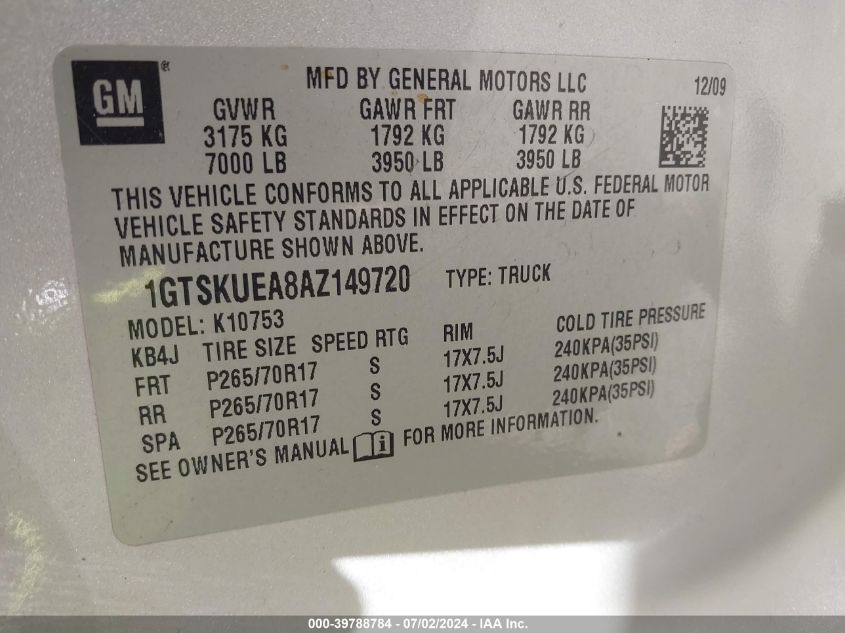 GM®
MFD BY GENERAL MOTORS LLC 12/09
GVWR GAWR FRT GAWR RR
3175 KG 1792 KG 1792 KG
7000 LB 3950 LB 3950 LB
THIS VEHICLE CONFORMS TO ALL APPLICABLE U.S. FEDERAL MOTOR
VEHICLE SAFETY STANDARDS IN EFFECT ON THE DATE OF
MANUFACTURE SHOWN ABOVE.
1GTSKUEA8AZ149720 TYPE: TRUCK
MODEL: K10753
KB4J TIRE SIZE SPEED RTG RIM COLD TIRE PRESSURE
FRT P265/70R17 S 17X7.5J 240KPA(35PSI)
RR P265/70R17 S 17X7.5J 240KPA(35PSI)
SPA P265/70R17 S 17X7.5J 240KPA(35PSI)
SEE OWNER'S MANUAL i FOR MORE INFORMATION.
000-39788784 - 07/02/2024 - IAA Inc.